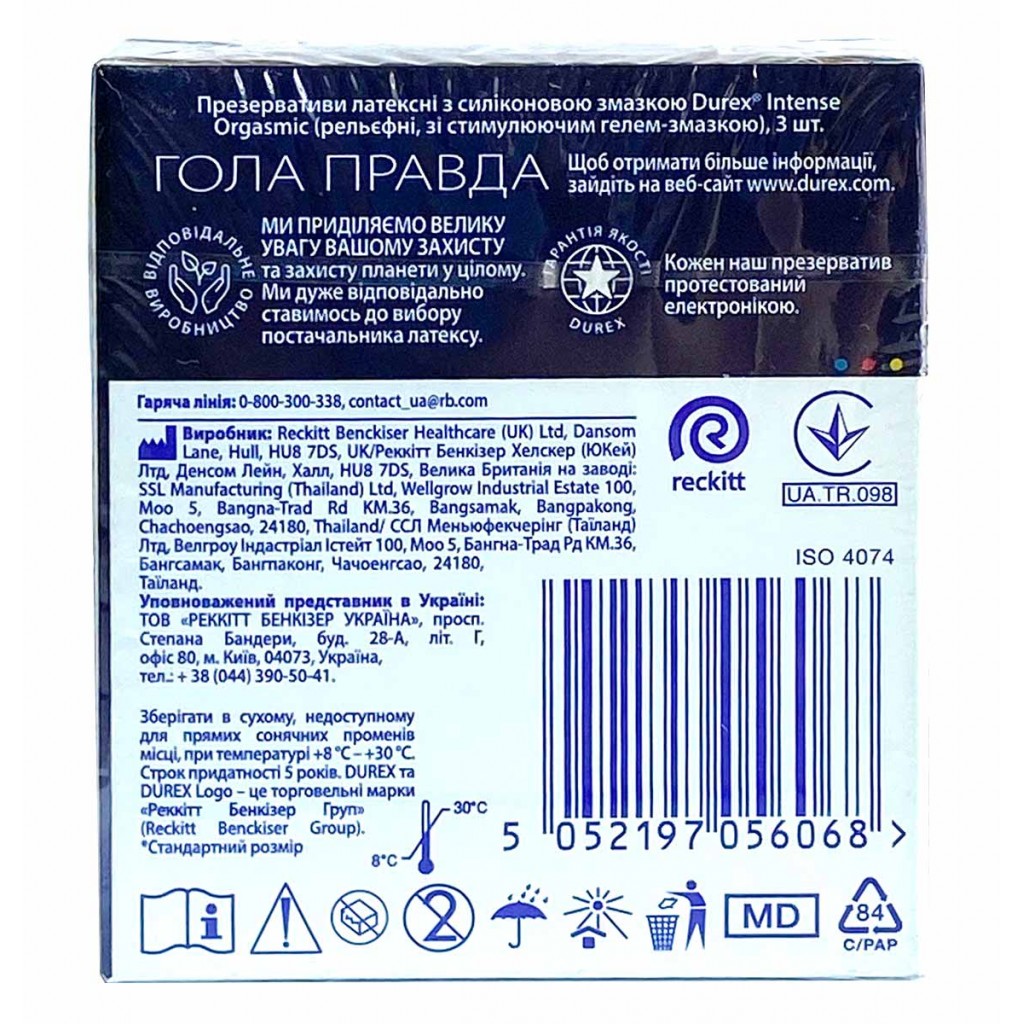 Презервативи латексні з силіконовою змазкою Durex® Intense
Orgasmic (рельєфні, зі стимулюючим гелем-змазкою), 3 шт.
ГОЛА ПРАВДА
Щоб отримати більше інформації,
зайдіть на веб-сайт www.durex.com.
ВІДПОВІДАЛЬНЕ ВИРОБНИЦТВО
МИ ПРИДІЛЯЄМО ВЕЛИКУ
УВАГУ ВАШОМУ ЗАХИСТУ
та захисту планети у цілому.
Ми дуже відповідально
ставимось до вибору
постачальника латексу.
ГАРАНТІЯ ЯКОСТІ
DUREX
Кожен наш презерватив
протестований
електронікою.
Гаряча лінія: 0-800-300-338, contact_ua@rb.com
Виробник: Reckitt Benckiser Healthcare (UK) Ltd, Dansom
Lane, Hull, HU8 7DS, UK/Реккітт Бенкізер Хелскер (ЮКей)
Лтд, Денсом Лейн, Халл, HU8 7DS, Велика Британія на заводі:
SSL Manufacturing (Thailand) Ltd, Wellgrow Industrial Estate 100,
Moo 5, Bangna-Trad Rd KM.36, Bangsamak, Bangpakong,
Chachoengsao, 24180, Thailand/ ССЛ Меньюфекчерінг (Таїланд)
Лтд, Велгроу Індастріал Істейт 100, Моо 5, Бангна-Трад Рд КМ.36,
Бангсамак, Бангпаконг, Чачоенгсао, 24180,
Таїланд.
Уповноважений представник в Україні:
ТОВ «РЕККІТТ БЕНКІЗЕР УКРАЇНА», просп.
Степана Бандери, буд. 28-А, літ. Г,
офіс 80, м. Київ, 04073, Україна,
тел.: + 38 (044) 390-50-41.
reckitt
UA.TR.098
ISO 4074
Зберігати в сухому, недоступному
для прямих сонячних променів
місці, при температурі +8 °C – +30 °C.
Строк придатності 5 років. DUREX та
DUREX Logo – це торговельні марки
«Реккітт Бенкізер Груп»
(Reckitt Benckiser Group).
*Стандартний розмір
30°C
8°C
5 052197 056068 >
i
2
MD
84
C/PAP